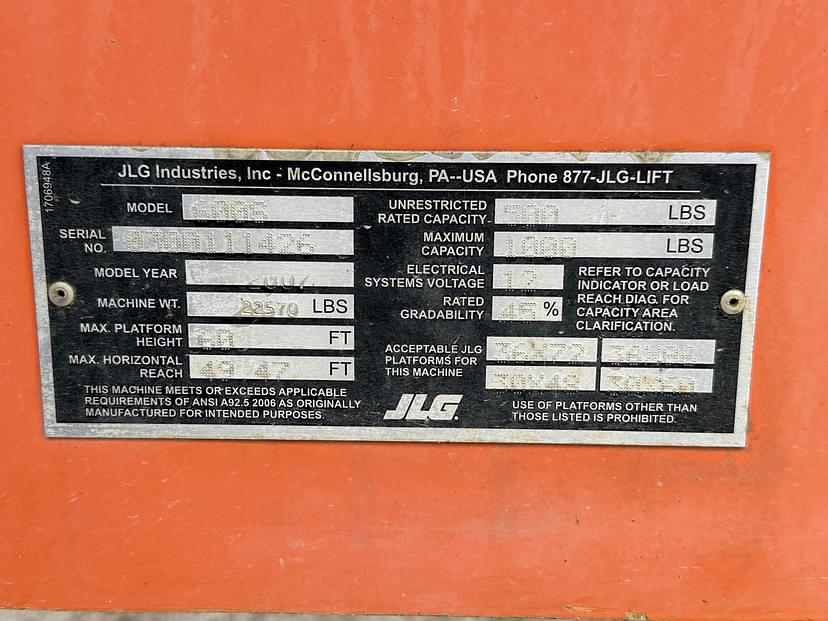 1706948A
JLG Industries, Inc - McConnellsburg, PA--USA Phone 877-JLG-LIFT
MODEL 600S
SERIAL NO. 0300111426
MODEL YEAR 2007
MACHINE WT. 22570 LBS
MAX. PLATFORM HEIGHT 60 FT
MAX. HORIZONTAL REACH 49.47 FT
THIS MACHINE MEETS OR EXCEEDS APPLICABLE
REQUIREMENTS OF ANSI A92.5 2006 AS ORIGINALLY
MANUFACTURED FOR INTENDED PURPOSES.
UNRESTRICTED RATED CAPACITY LBS
MAXIMUM CAPACITY 1000 LBS
ELECTRICAL SYSTEMS VOLTAGE 12
RATED GRADABILITY 45 %
REFER TO CAPACITY
INDICATOR OR LOAD
REACH DIAG. FOR
CAPACITY AREA
CLARIFICATION.
ACCEPTABLE JLG
PLATFORMS FOR
THIS MACHINE
36X72
30X48
JLG
USE OF PLATFORMS OTHER THAN
THOSE LISTED IS PROHIBITED.